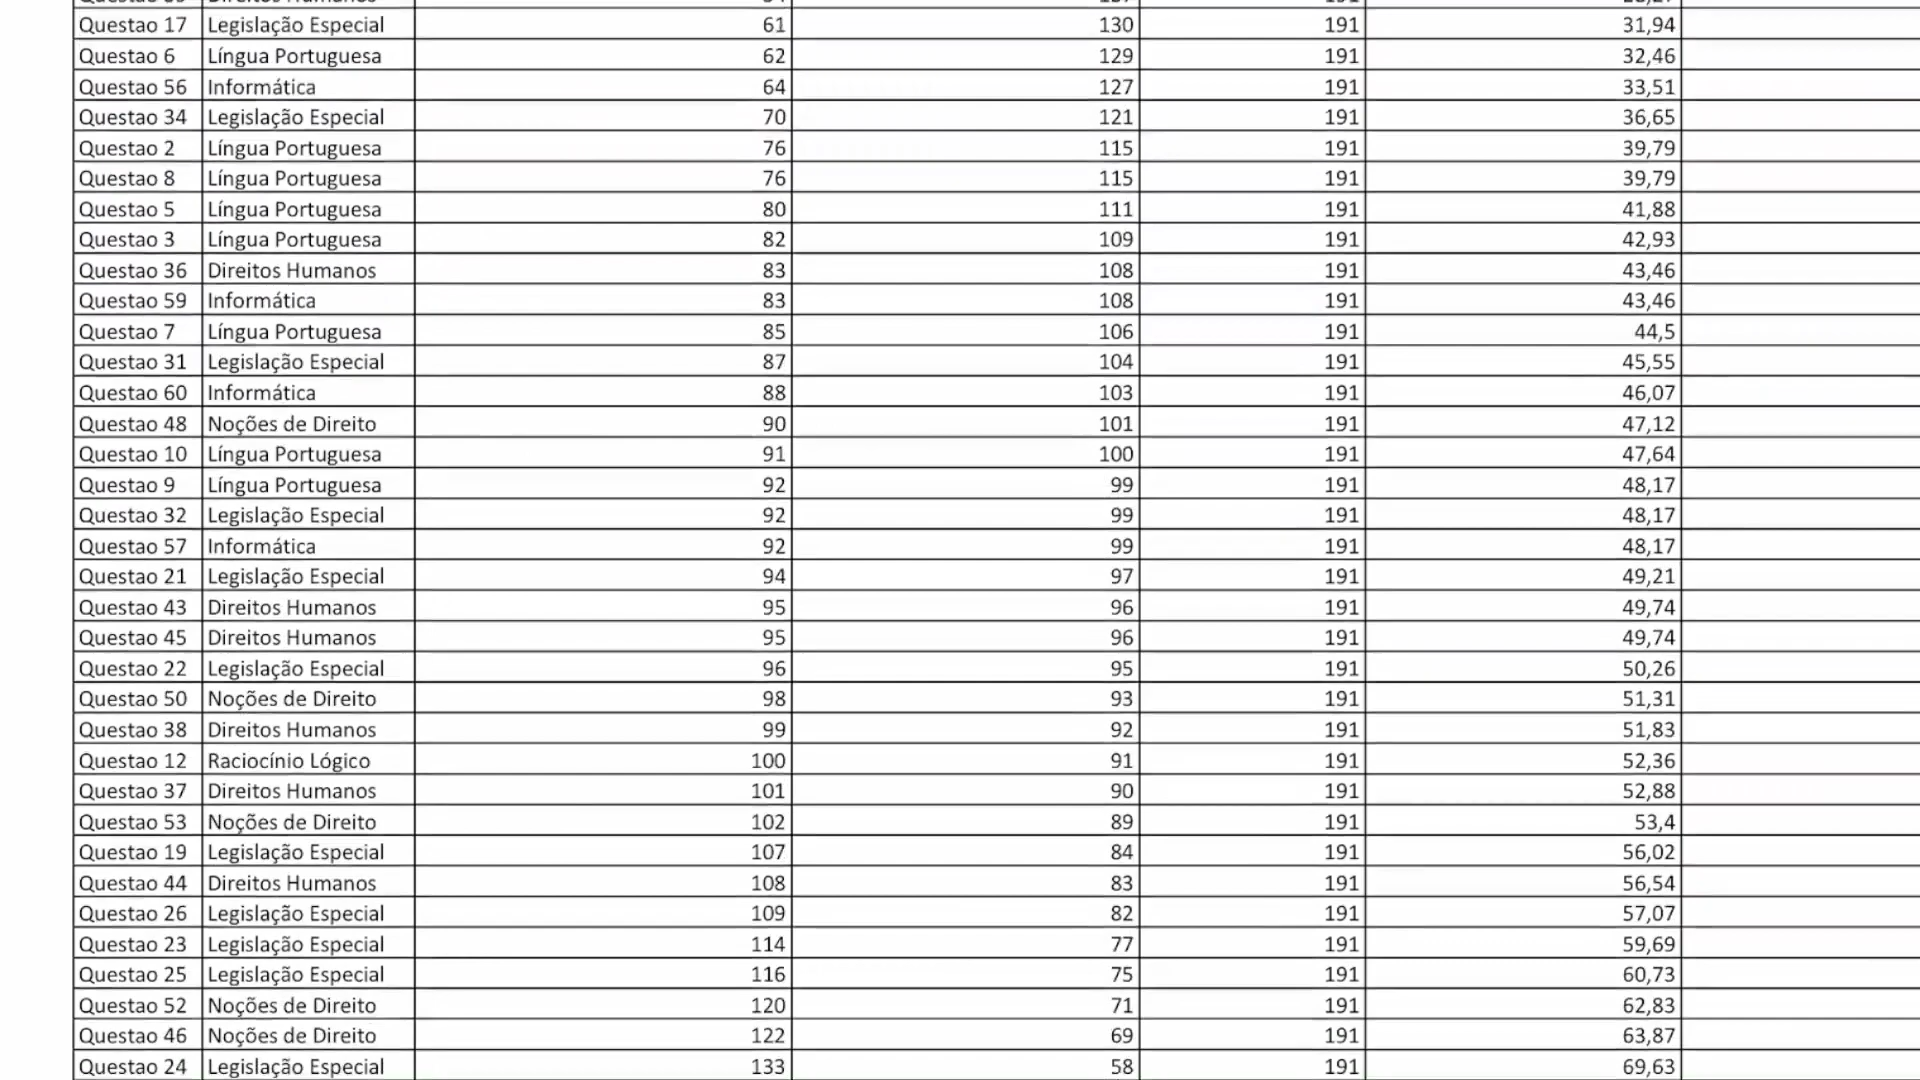 Questao 17 Legislação Especial 61 130 191 31,94
Questao 6 Língua Portuguesa 62 129 191 32,46
Questao 56 Informática 64 127 191 33,51
Questao 34 Legislação Especial 70 121 191 36,65
Questao 2 Língua Portuguesa 76 115 191 39,79
Questao 8 Língua Portuguesa 76 115 191 39,79
Questao 5 Língua Portuguesa 80 111 191 41,88
Questao 3 Língua Portuguesa 82 109 191 42,93
Questao 36 Direitos Humanos 83 108 191 43,46
Questao 59 Informática 83 108 191 43,46
Questao 7 Língua Portuguesa 85 106 191 44,5
Questao 31 Legislação Especial 87 104 191 45,55
Questao 60 Informática 88 103 191 46,07
Questao 48 Noções de Direito 90 101 191 47,12
Questao 10 Língua Portuguesa 91 100 191 47,64
Questao 9 Língua Portuguesa 92 99 191 48,17
Questao 32 Legislação Especial 92 99 191 48,17
Questao 57 Informática 92 99 191 48,17
Questao 21 Legislação Especial 94 97 191 49,21
Questao 43 Direitos Humanos 95 96 191 49,74
Questao 45 Direitos Humanos 95 96 191 49,74
Questao 22 Legislação Especial 96 95 191 50,26
Questao 50 Noções de Direito 98 93 191 51,31
Questao 38 Direitos Humanos 99 92 191 51,83
Questao 12 Raciocínio Lógico 100 91 191 52,36
Questao 37 Direitos Humanos 101 90 191 52,88
Questao 53 Noções de Direito 102 89 191 53,4
Questao 19 Legislação Especial 107 84 191 56,02
Questao 44 Direitos Humanos 108 83 191 56,54
Questao 26 Legislação Especial 109 82 191 57,07
Questao 23 Legislação Especial 114 77 191 59,69
Questao 25 Legislação Especial 116 75 191 60,73
Questao 52 Noções de Direito 120 71 191 62,83
Questao 46 Noções de Direito 122 69 191 63,87
Questao 24 Legislação Especial 133 58 191 69,63